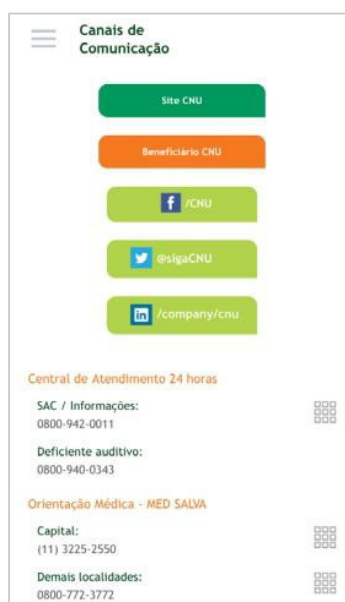 Canais de
Comunicação
Site CNU
Beneficiário CNU
/CNU
@sigaCNU
in /company/cnu
Central de Atendimento 24 horas
SAC / Informações:
0800-942-0011
Deficiente auditivo:
0800-940-0343
Orientação Médica - MED SALVA
Capital:
(11) 3225-2550
Demais localidades:
0800-772-3772